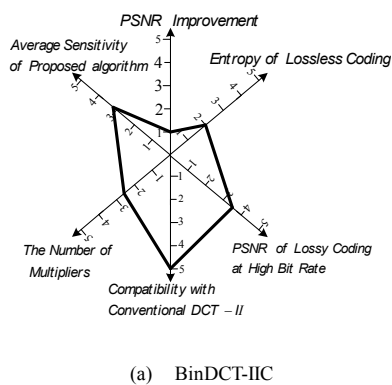 PSNR Improvement
Average Sensitivity
of Proposed algorithm
Entropy of Lossless Coding
5
4
3
2
1
5
4
3
2
1
5
4
3
2
1
1
2
3
4
5
1
2
3
4
5
1
2
3
4
5
The Number of
Multipliers
PSNR of Lossy Coding
at High Bit Rate
Compatibility with
Conventional DCT – II
(a) BinDCT-IIC